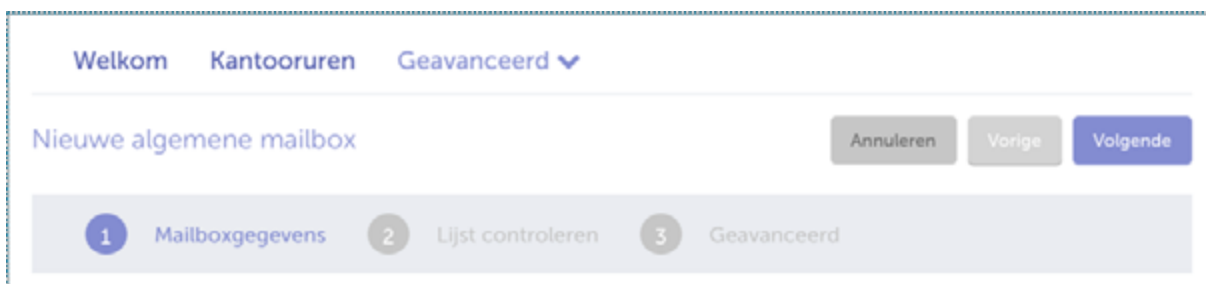 Welkom Kantooruren Geavanceerd
Nieuwe algemene mailbox Annuleren Vorige Volgende
1 Mailboxgegevens 2 Lijst controleren 3 Geavanceerd